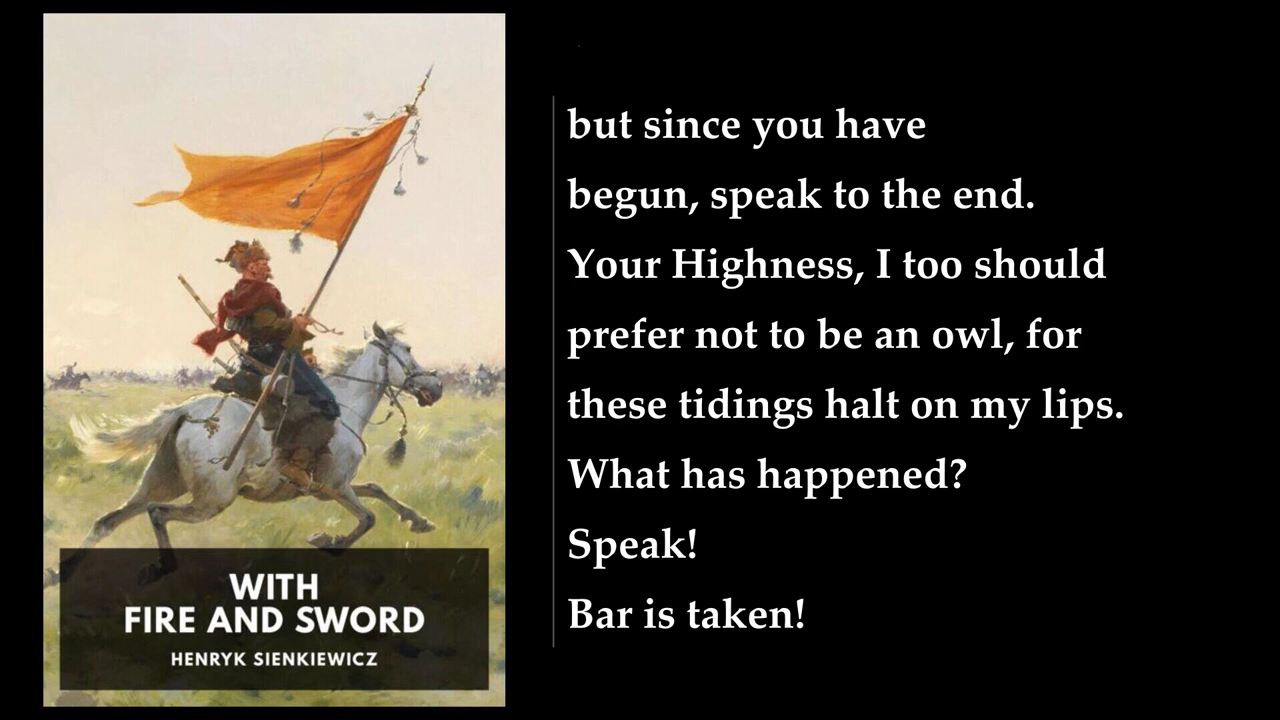 WITH
FIRE AND SWORD
HENRYK SIENKIEWICZ
but since you have
begun, speak to the end.
Your Highness, I too should
prefer not to be an owl, for
these tidings halt on my lips.
What has happened?
Speak!
Bar is taken!